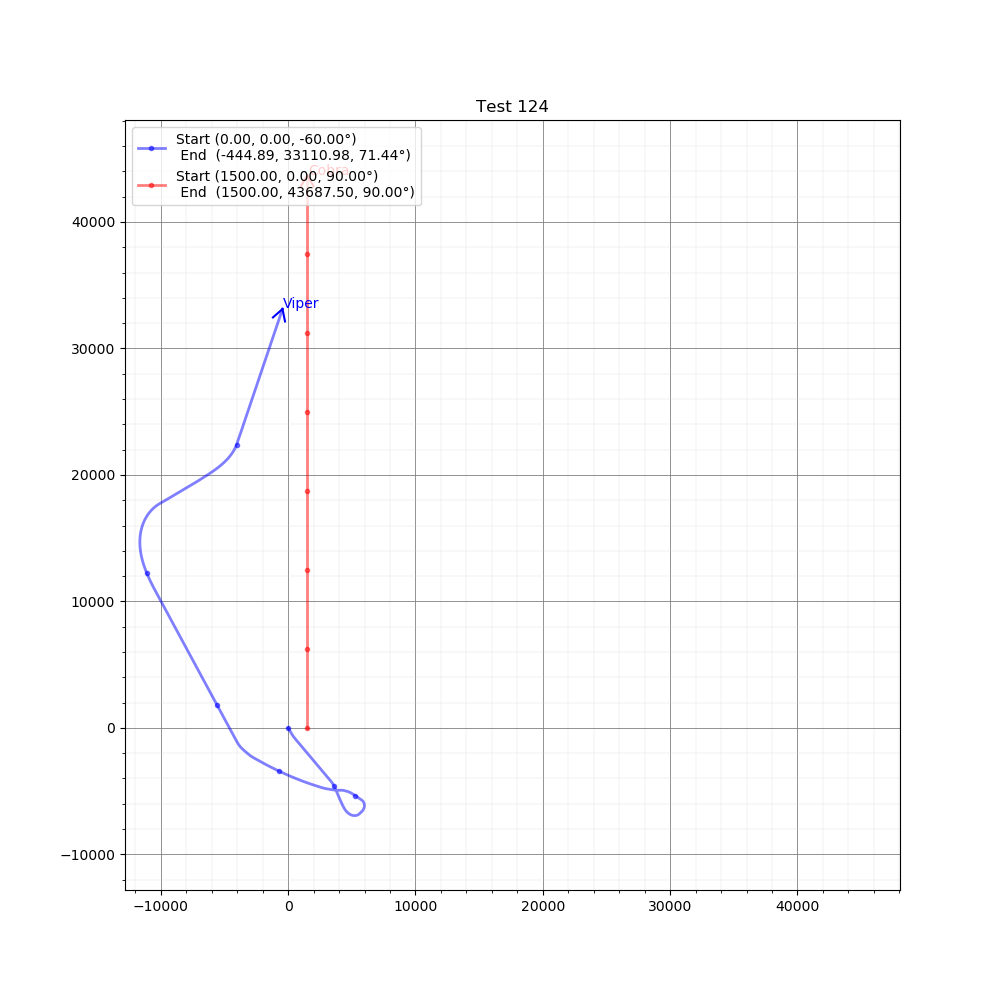 Test 124
Start (0.00, 0.00, -60.00°)
End (-444.89, 33110.98, 71.44°)
Start (1500.00, 0.00, 90.00°)
End (1500.00, 43687.50, 90.00°)
Cobra
Viper
40000
30000
20000
10000
0
−10000
−10000 0 10000 20000 30000 40000